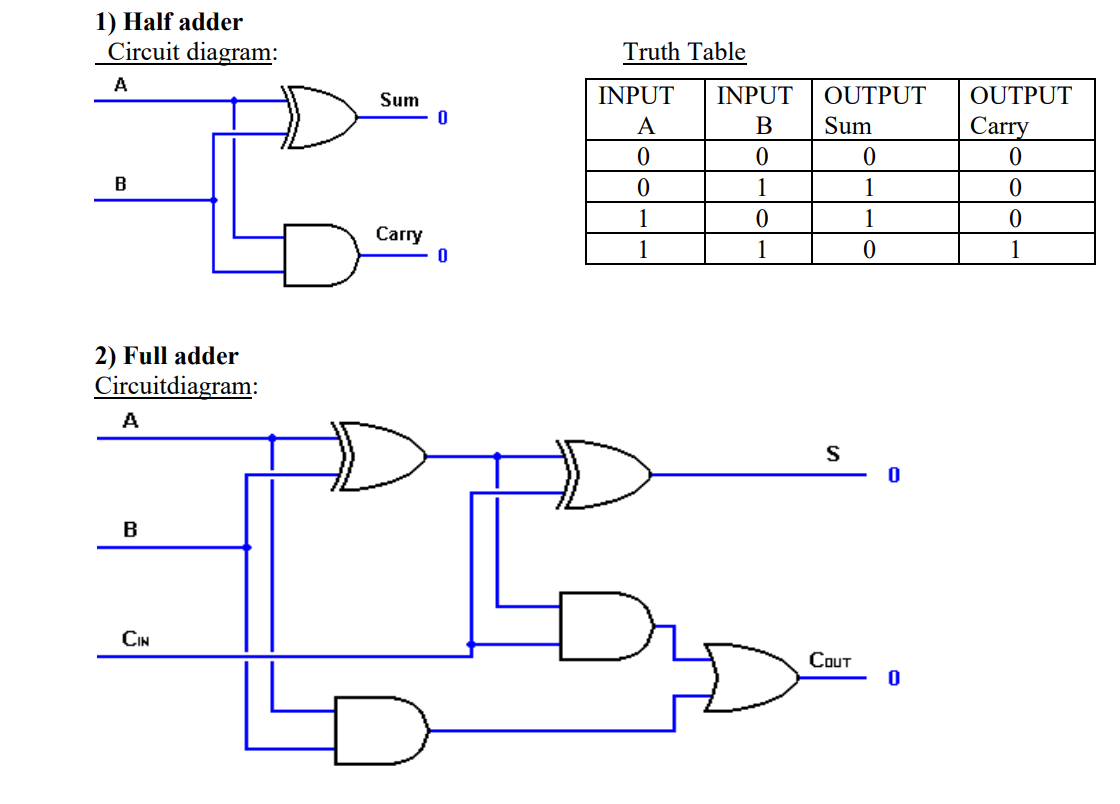 1) Half adder
Circuit diagram:
A
Sum
0
B
Carry
0
Truth Table
INPUT A INPUT B OUTPUT Sum OUTPUT Carry
0 0 0 0
0 1 1 0
1 0 1 0
1 1 0 1
2) Full adder
Circuitdiagram:
A
S
0
B
CIN
COUT
0